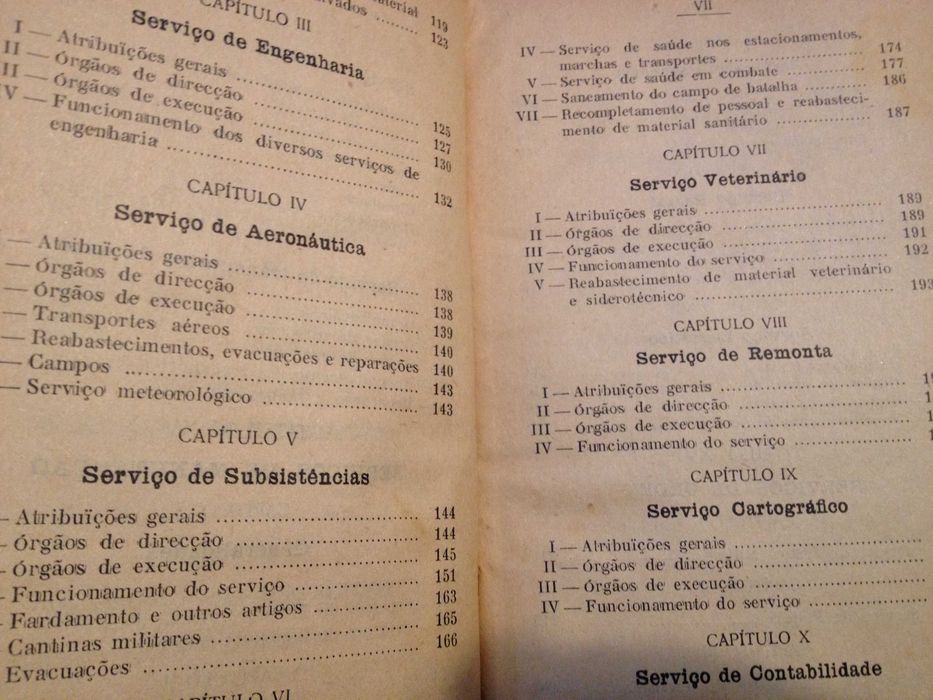 material
119
vados ........ 123
CAPÍTULO III
Serviço de Engenharia
I — Atribuïções gerais ..............
II — Órgãos de direcção .............. 125
II — Órgãos de execução .............. 127
IV — Funcionamento dos diversos serviços de 130
engenharia .............................. 132
CAPÍTULO IV
Serviço de Aeronáutica
— Atribuïções gerais ....................
— Órgãos de direcção .................... 138
— Órgãos de execução .................... 138
— Transportes aéreos .................... 139
— Reabastecimentos, evacuações e reparações 140
— Campos .............................. 140
— Serviço meteorológico .................... 143
143
CAPÍTULO V
Serviço de Subsistências
— Atribuïções gerais .................... 144
— Órgãos de direcção .................... 144
— Órgãos de execução .................... 145
— Funcionamento do serviço .................... 151
— Fardamento e outros artigos .............. 163
Cantinas militares .................... 165
Evacuações .............................. 166
CAPÍTULO VI
VII
IV — Serviço de saúde nos estacionamentos,
marchas e transportes .................... 174
V — Serviço de saúde em combate .............. 177
VI — Saneamento do campo de batalha .......... 186
VII — Recompletamento de pessoal e reabasteci-
mento de material sanitário .............. 187
CAPÍTULO VII
Serviço Veterinário
I — Atribuïções gerais .................... 189
II — Órgãos de direcção .................... 189
III — Órgãos de execução .................... 191
IV — Funcionamento do serviço .............. 192
V — Reabastecimento de material veterinário
e siderotécnico .................... 193
CAPÍTULO VIII
Serviço de Remonta
I — Atribuïções gerais ....................
II — Órgãos de direcção ....................
III — Órgãos de execução ....................
IV — Funcionamento do serviço ..............
CAPÍTULO IX
Serviço Cartográfico
I — Atribuïções gerais ....................
II — Órgãos de direcção ....................
III — Órgãos de execução ....................
IV — Funcionamento do serviço ..............
CAPÍTULO X
Serviço de Contabilidade